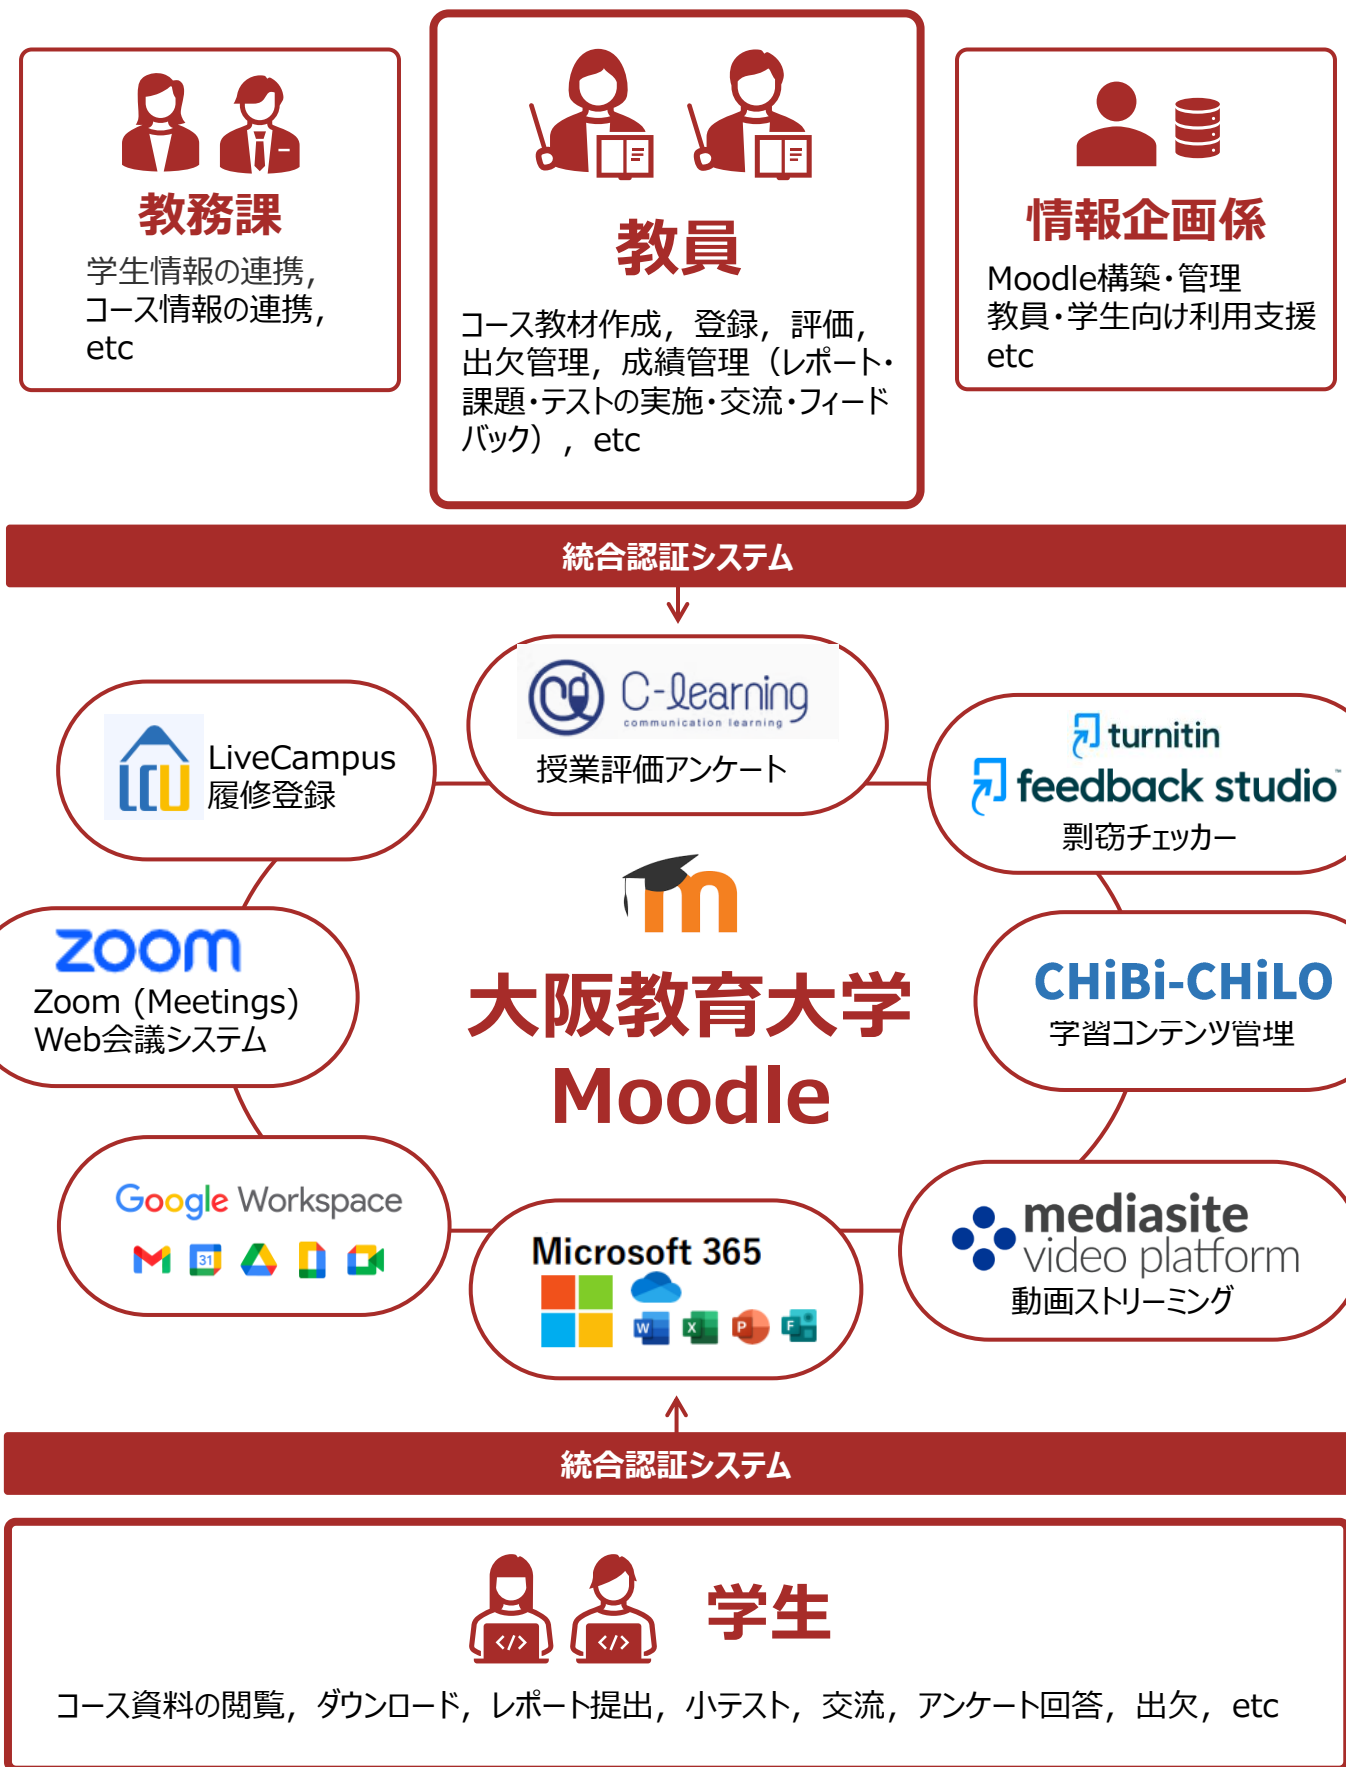 教務課
学生情報の連携，
コース情報の連携，
etc
教員
コース教材作成，登録，評価，
出欠管理，成績管理（レポート・
課題・テストの実施・交流・フィード
バック），etc
情報企画係
Moodle構築・管理
教員・学生向け利用支援
etc
統合認証システム
C-learning
communication learning
授業評価アンケート
LCU
LiveCampus
履修登録
turnitin
feedback studio™
剽窃チェッカー
zoom
Zoom (Meetings)
Web会議システム
大阪教育大学
Moodle
CHiBi-CHiLO
学習コンテンツ管理
Google Workspace
31
Microsoft 365
W X P F
mediasite
video platform
動画ストリーミング
統合認証システム
</> </>
学生
コース資料の閲覧，ダウンロード，レポート提出，小テスト，交流，アンケート回答，出欠，etc